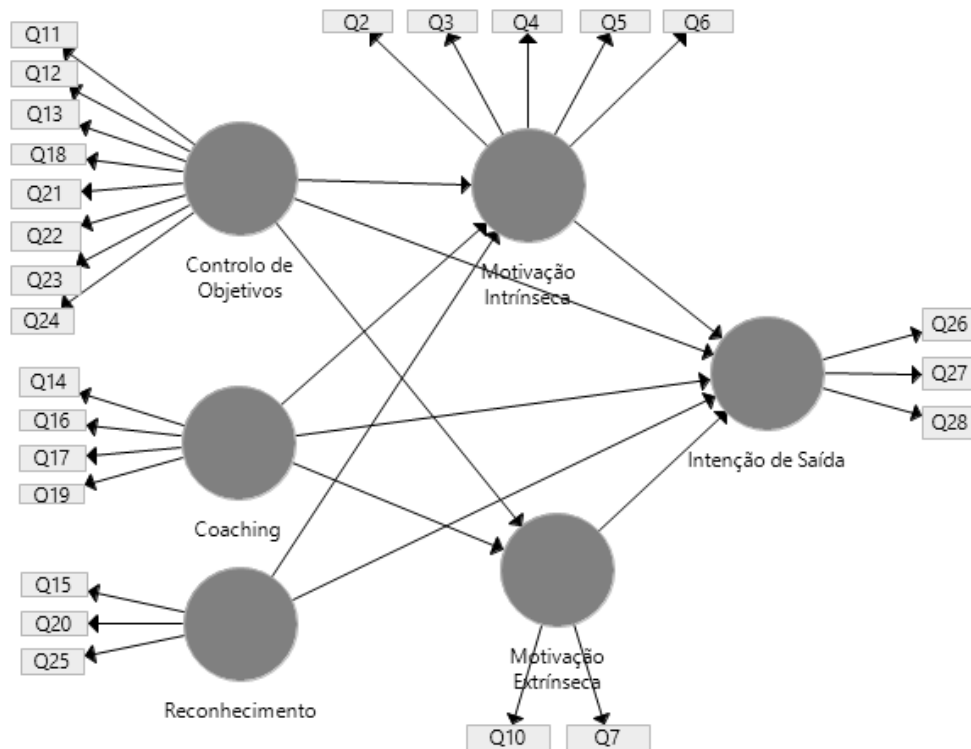 Q2
Q3
Q4
Q5
Q6
Q11
Q12
Q13
Q18
Q21
Q22
Q23
Q24
Controlo de
Objetivos
Motivação
Intrínseca
Q26
Q27
Q28
Intenção de Saída
Q14
Q16
Q17
Q19
Coaching
Q15
Q20
Q25
Reconhecimento
Motivação
Extrínseca
Q10
Q7